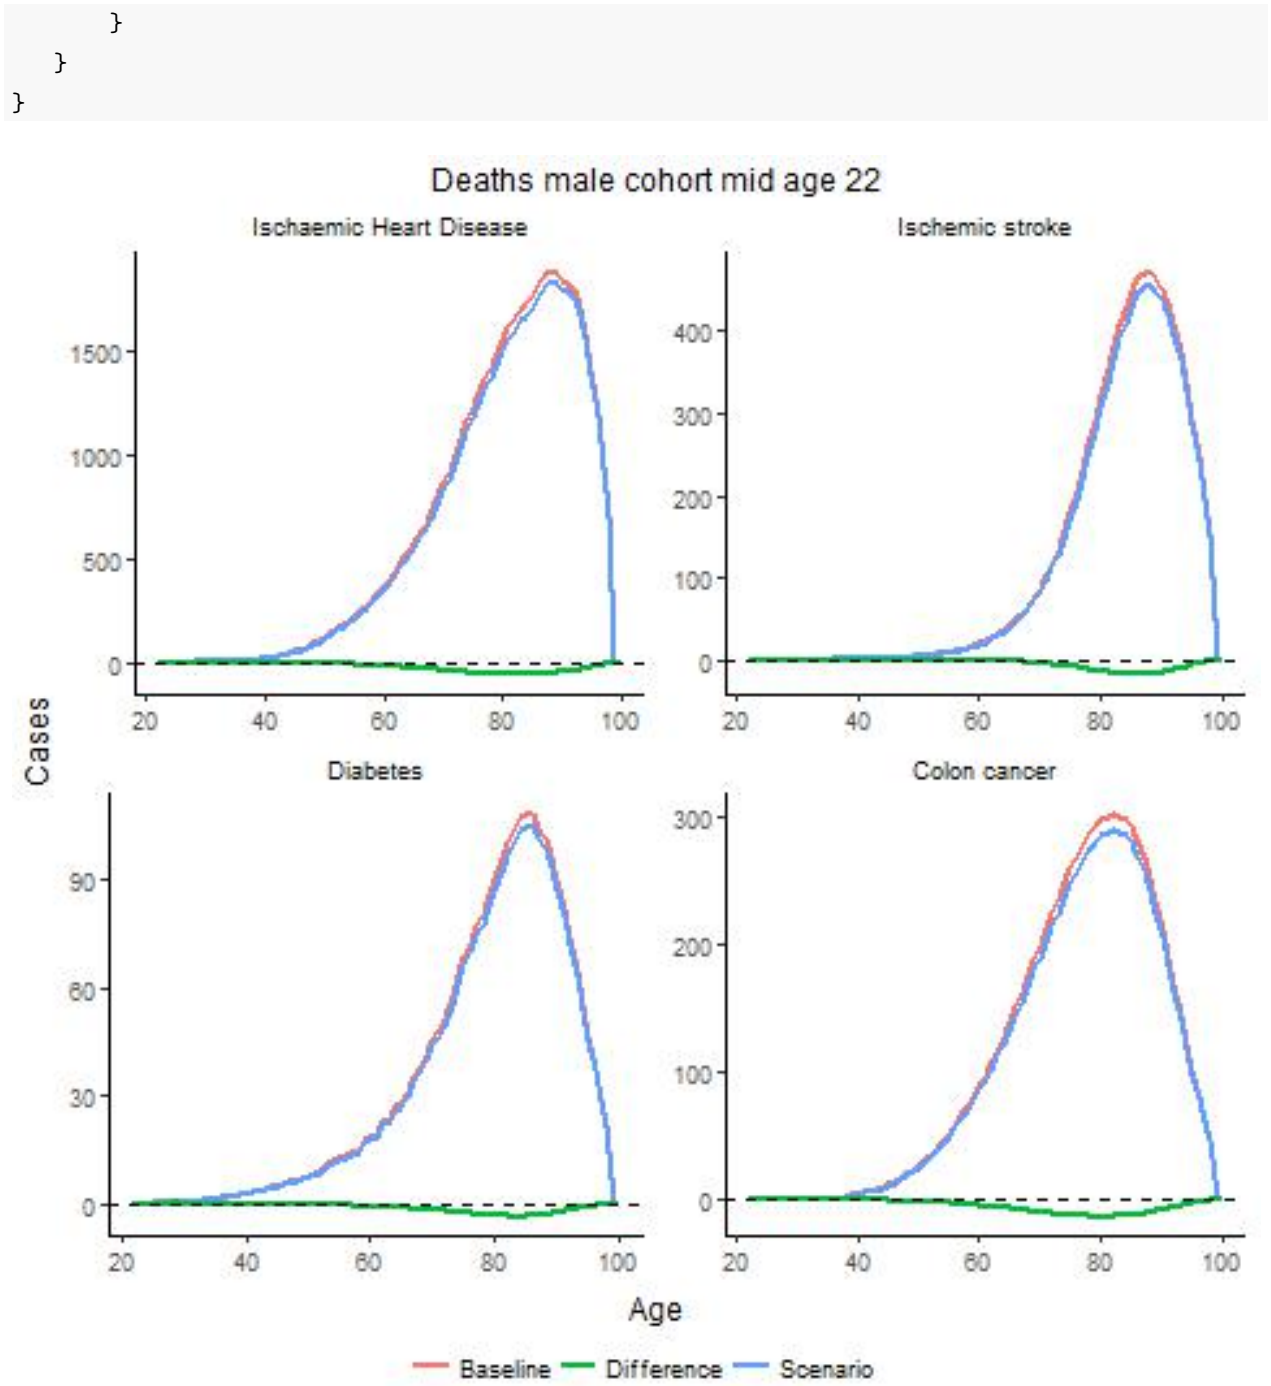 }
}
}
Deaths male cohort mid age 22
Ischaemic Heart Disease
Ischemic stroke
1500
1000
500
0
20 40 60 80 100
400
300
200
100
0
20 40 60 80 100
Cases
Diabetes
Colon cancer
90
60
30
0
20 40 60 80 100
300
200
100
0
20 40 60 80 100
Age
Baseline Difference Scenario